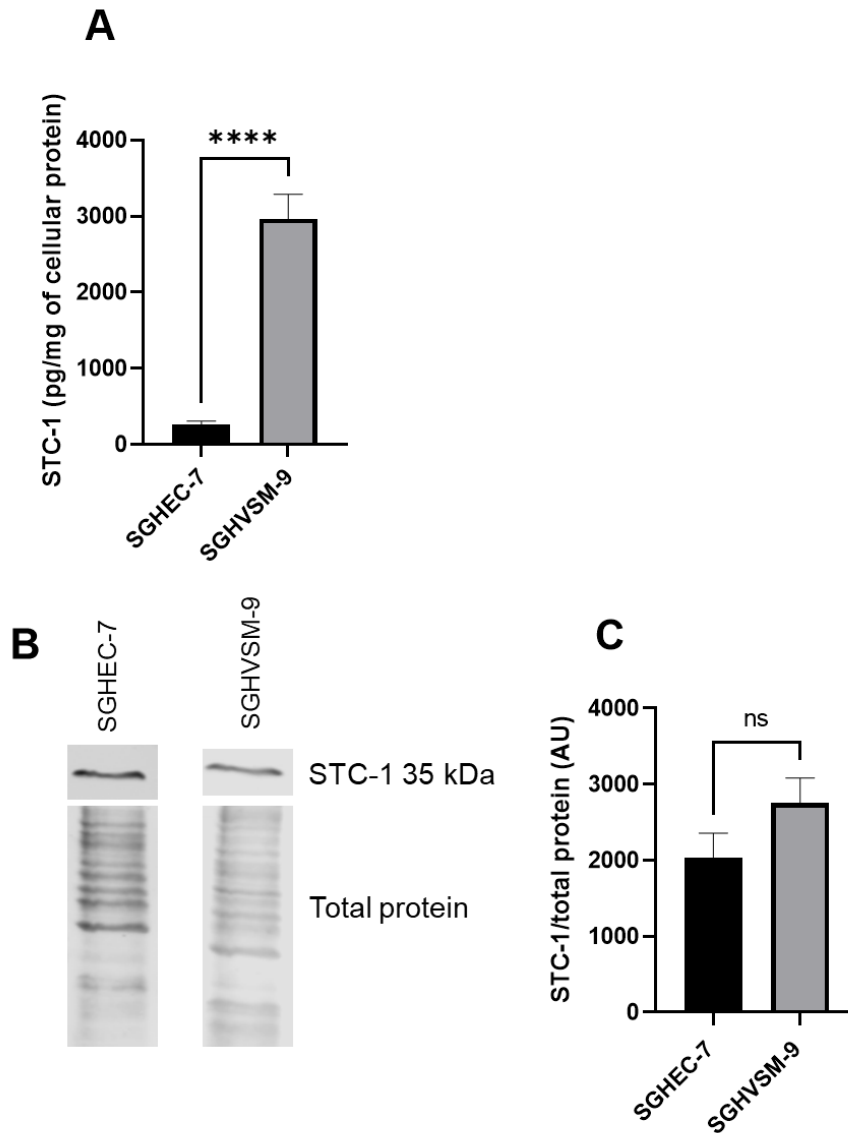 A
STC-1 (pg/mg of cellular protein)
4000
3000
2000
1000
0
****
SGHEC-7
SGHVSM-9
B
SGHEC-7
SGHVSM-9
STC-1 35 kDa
Total protein
C
STC-1/total protein (AU)
4000
3000
2000
1000
0
ns
SGHEC-7
SGHVSM-9